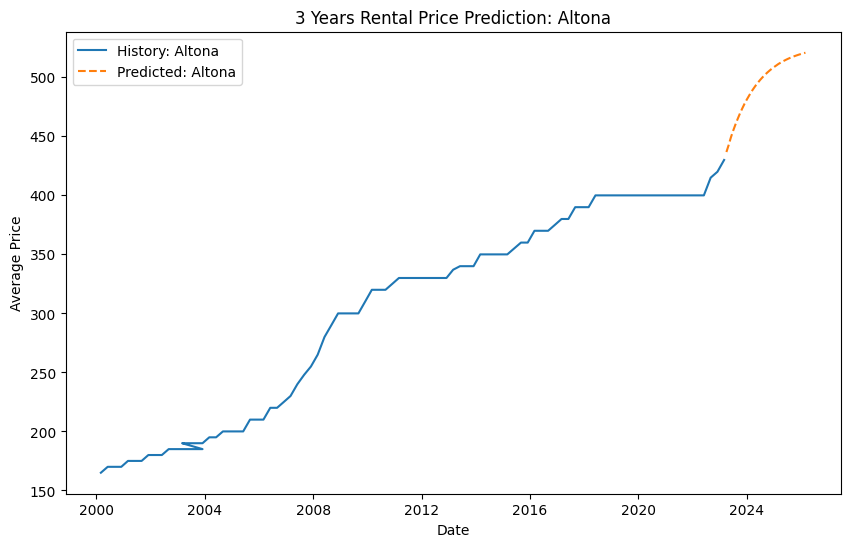 3 Years Rental Price Prediction: Altona
History: Altona
Predicted: Altona
500
450
400
350
300
250
200
150
Average Price
2000 2004 2008 2012 2016 2020 2024
Date